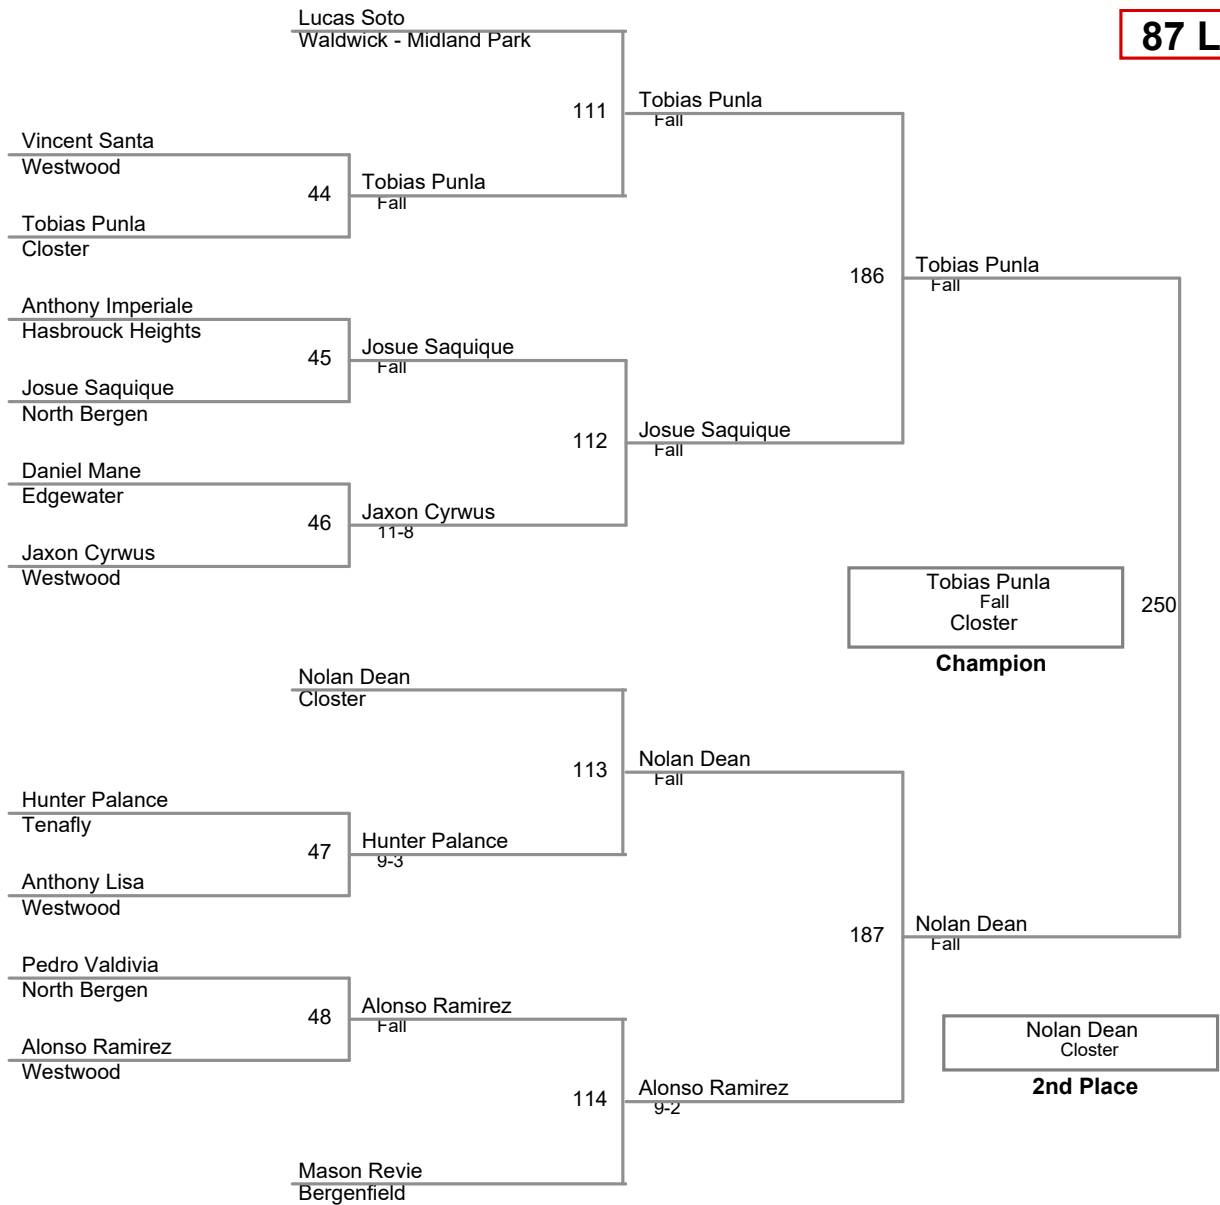 Lucas Soto
Waldwick - Midland Park
87 L
111
Tobias Punla
Fall
Vincent Santa
Westwood
44
Tobias Punla
Fall
Tobias Punla
Closter
186
Tobias Punla
Fall
Anthony Imperiale
Hasbrouck Heights
45
Josue Saquique
Fall
Josue Saquique
North Bergen
112
Josue Saquique
Fall
Daniel Mane
Edgewater
46
Jaxon Cyrwus
11-8
Jaxon Cyrwus
Westwood
Tobias Punla
Fall
Closter
Champion
250
Nolan Dean
Closter
113
Nolan Dean
Fall
Hunter Palance
Tenafly
47
Hunter Palance
9-3
Anthony Lisa
Westwood
187
Nolan Dean
Fall
Pedro Valdivia
North Bergen
48
Alonso Ramirez
Fall
Alonso Ramirez
Westwood
Nolan Dean
Closter
2nd Place
114
Alonso Ramirez
9-2
Mason Revie
Bergenfield